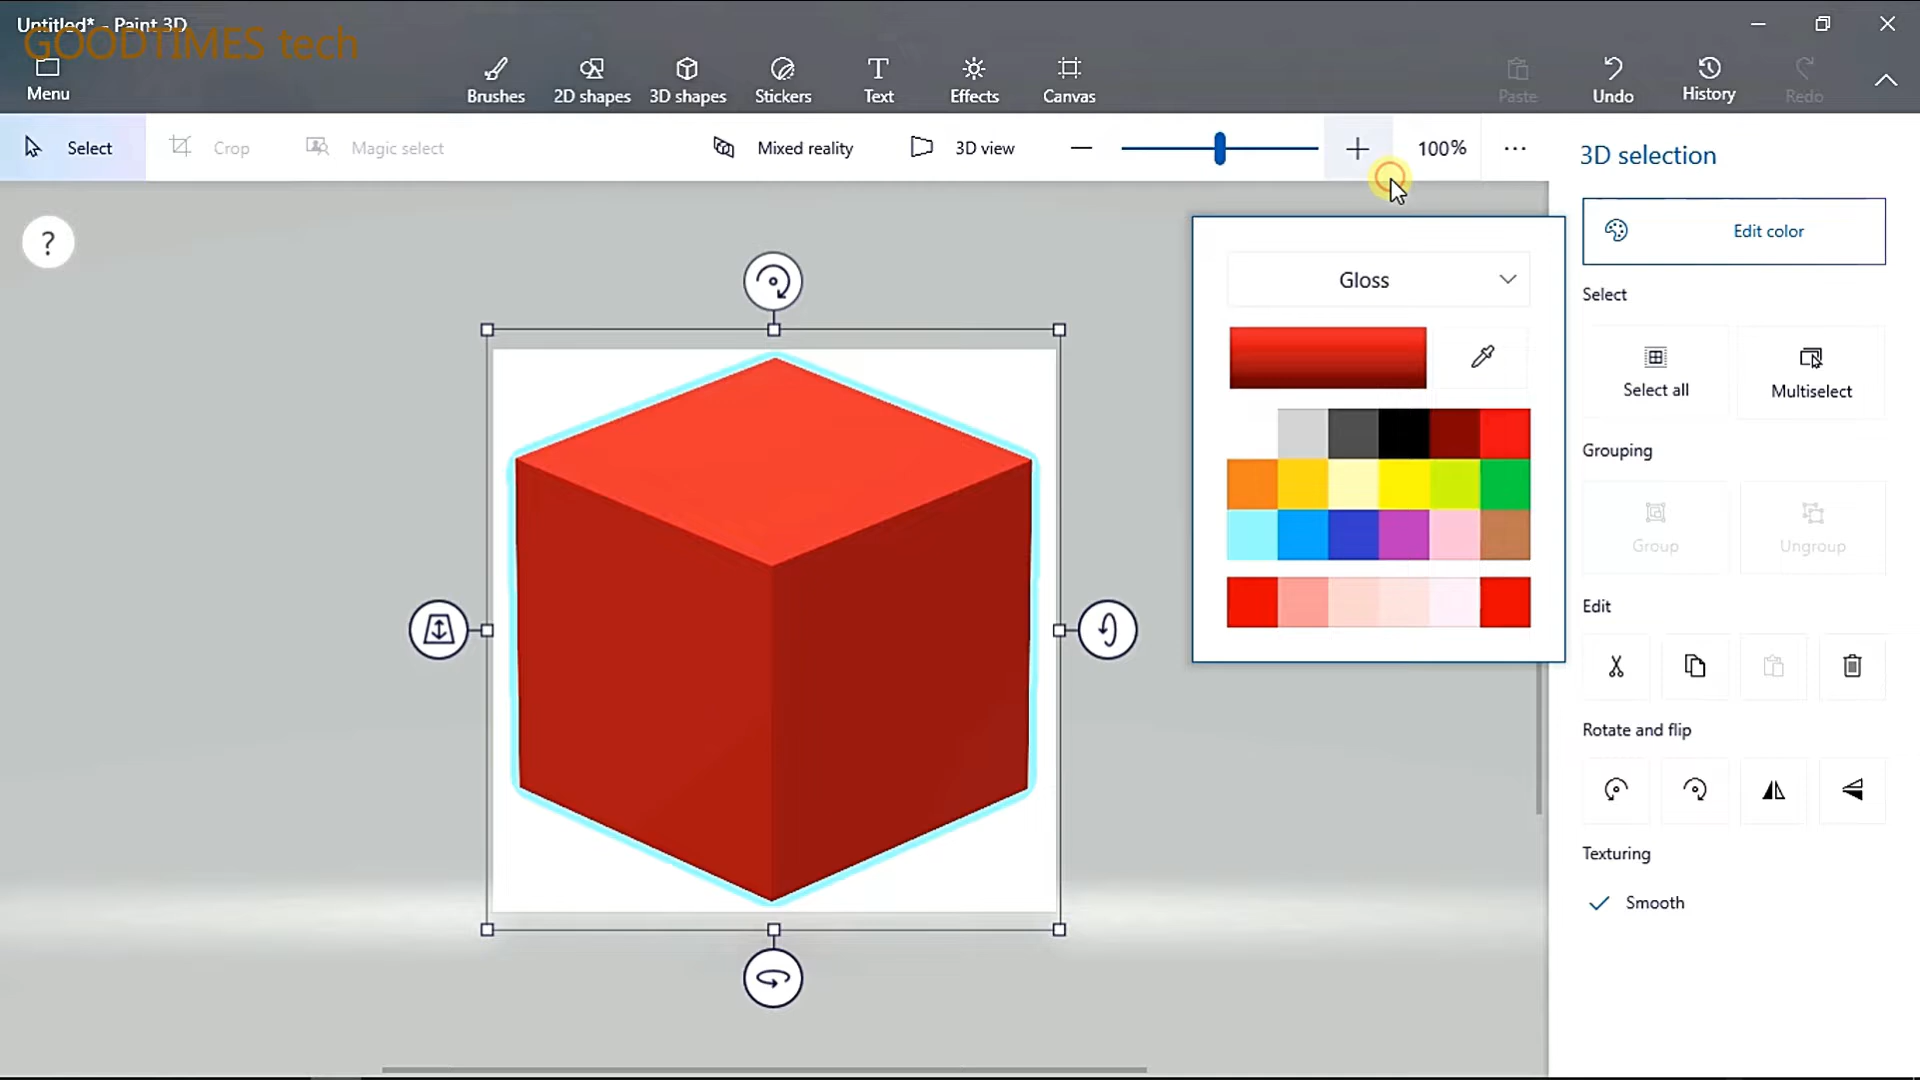 Untitled* - Paint 3D
GOODTIMES tech
Menu
Brushes
2D shapes
3D shapes
Stickers
Text
Effects
Canvas
Paste
Undo
History
Redo
Select
Crop
Magic select
Mixed reality
3D view
100%
3D selection
?
Edit color
Gloss
Select
Select all
Multiselect
Grouping
Group
Ungroup
Edit
Rotate and flip
Texturing
Smooth